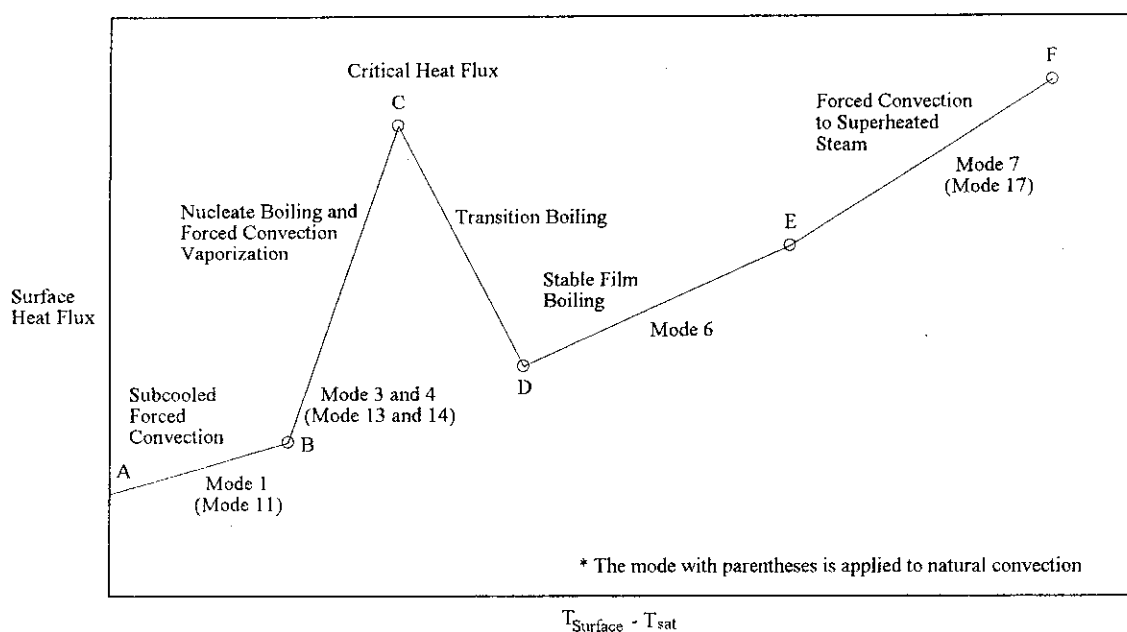 Critical Heat Flux
C
F
Forced Convection
to Superheated
Steam
Mode 7
(Mode 17)
Nucleate Boiling and
Forced Convection
Vaporization
Transition Boiling
E
Stable Film
Boiling
Surface
Heat Flux
Mode 6
D
Subcooled
Forced
Convection
Mode 3 and 4
(Mode 13 and 14)
B
A
Mode 1
(Mode 11)
* The mode with parentheses is applied to natural convection
TSurface - Tsat